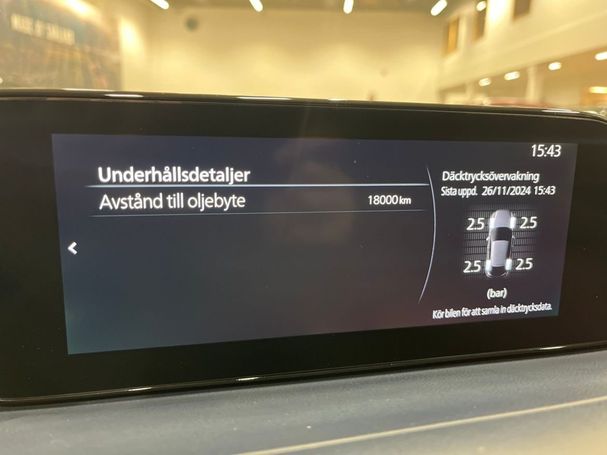 15:43
Underhållsdetaljer
Avstånd till oljebyte 18000 km
Däcktrycksövervakning
Sista uppd. 26/11/2024 15:43
2.5 2.5
2.5 2.5
(bar)
Kör bilen för att samla in däcktrycksdata.